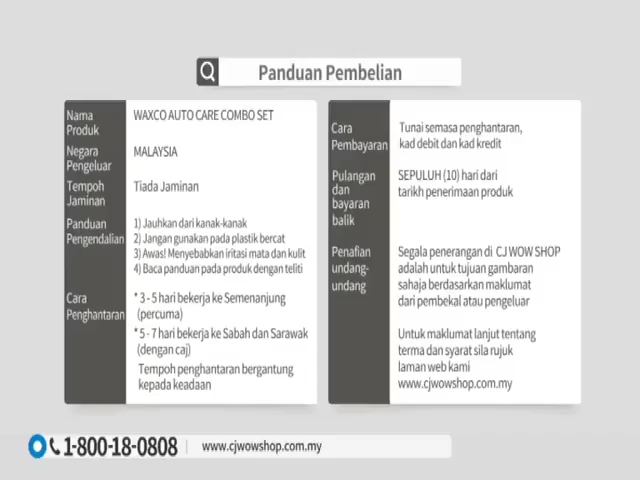 Panduan Pembelian
Nama
Produk
WAXCO AUTO CARE COMBO SET
Negara
Pengeluar
MALAYSIA
Tempoh
Jaminan
Tiada Jaminan
Panduan
Pengendalian
1) Jauhkan dari kanak-kanak
2) Jangan gunakan pada plastik bercat
3) Awas! Menyebabkan iritasi mata dan kulit
4) Baca panduan pada produk dengan teliti
Cara
Penghantaran
* 3 - 5 hari bekerja ke Semenanjung
(percuma)
* 5 - 7 hari bekerja ke Sabah dan Sarawak
(dengan caj)
Tempoh penghantaran bergantung
kepada keadaan
Cara
Pembayaran
Tunai semasa penghantaran,
kad debit dan kad kredit
Pulangan
dan
bayaran
balik
SEPULUH (10) hari dari
tarikh penerimaan produk
Penafian
undang-
undang
Segala penerangan di CJ WOW SHOP
adalah untuk tujuan gambaran
sahaja berdasarkan maklumat
dari pembekal atau pengeluar
Untuk maklumat lanjut tentang
terma dan syarat sila rujuk
laman web kami
www.cjwowshop.com.my
1-800-18-0808
www.cjwowshop.com.my